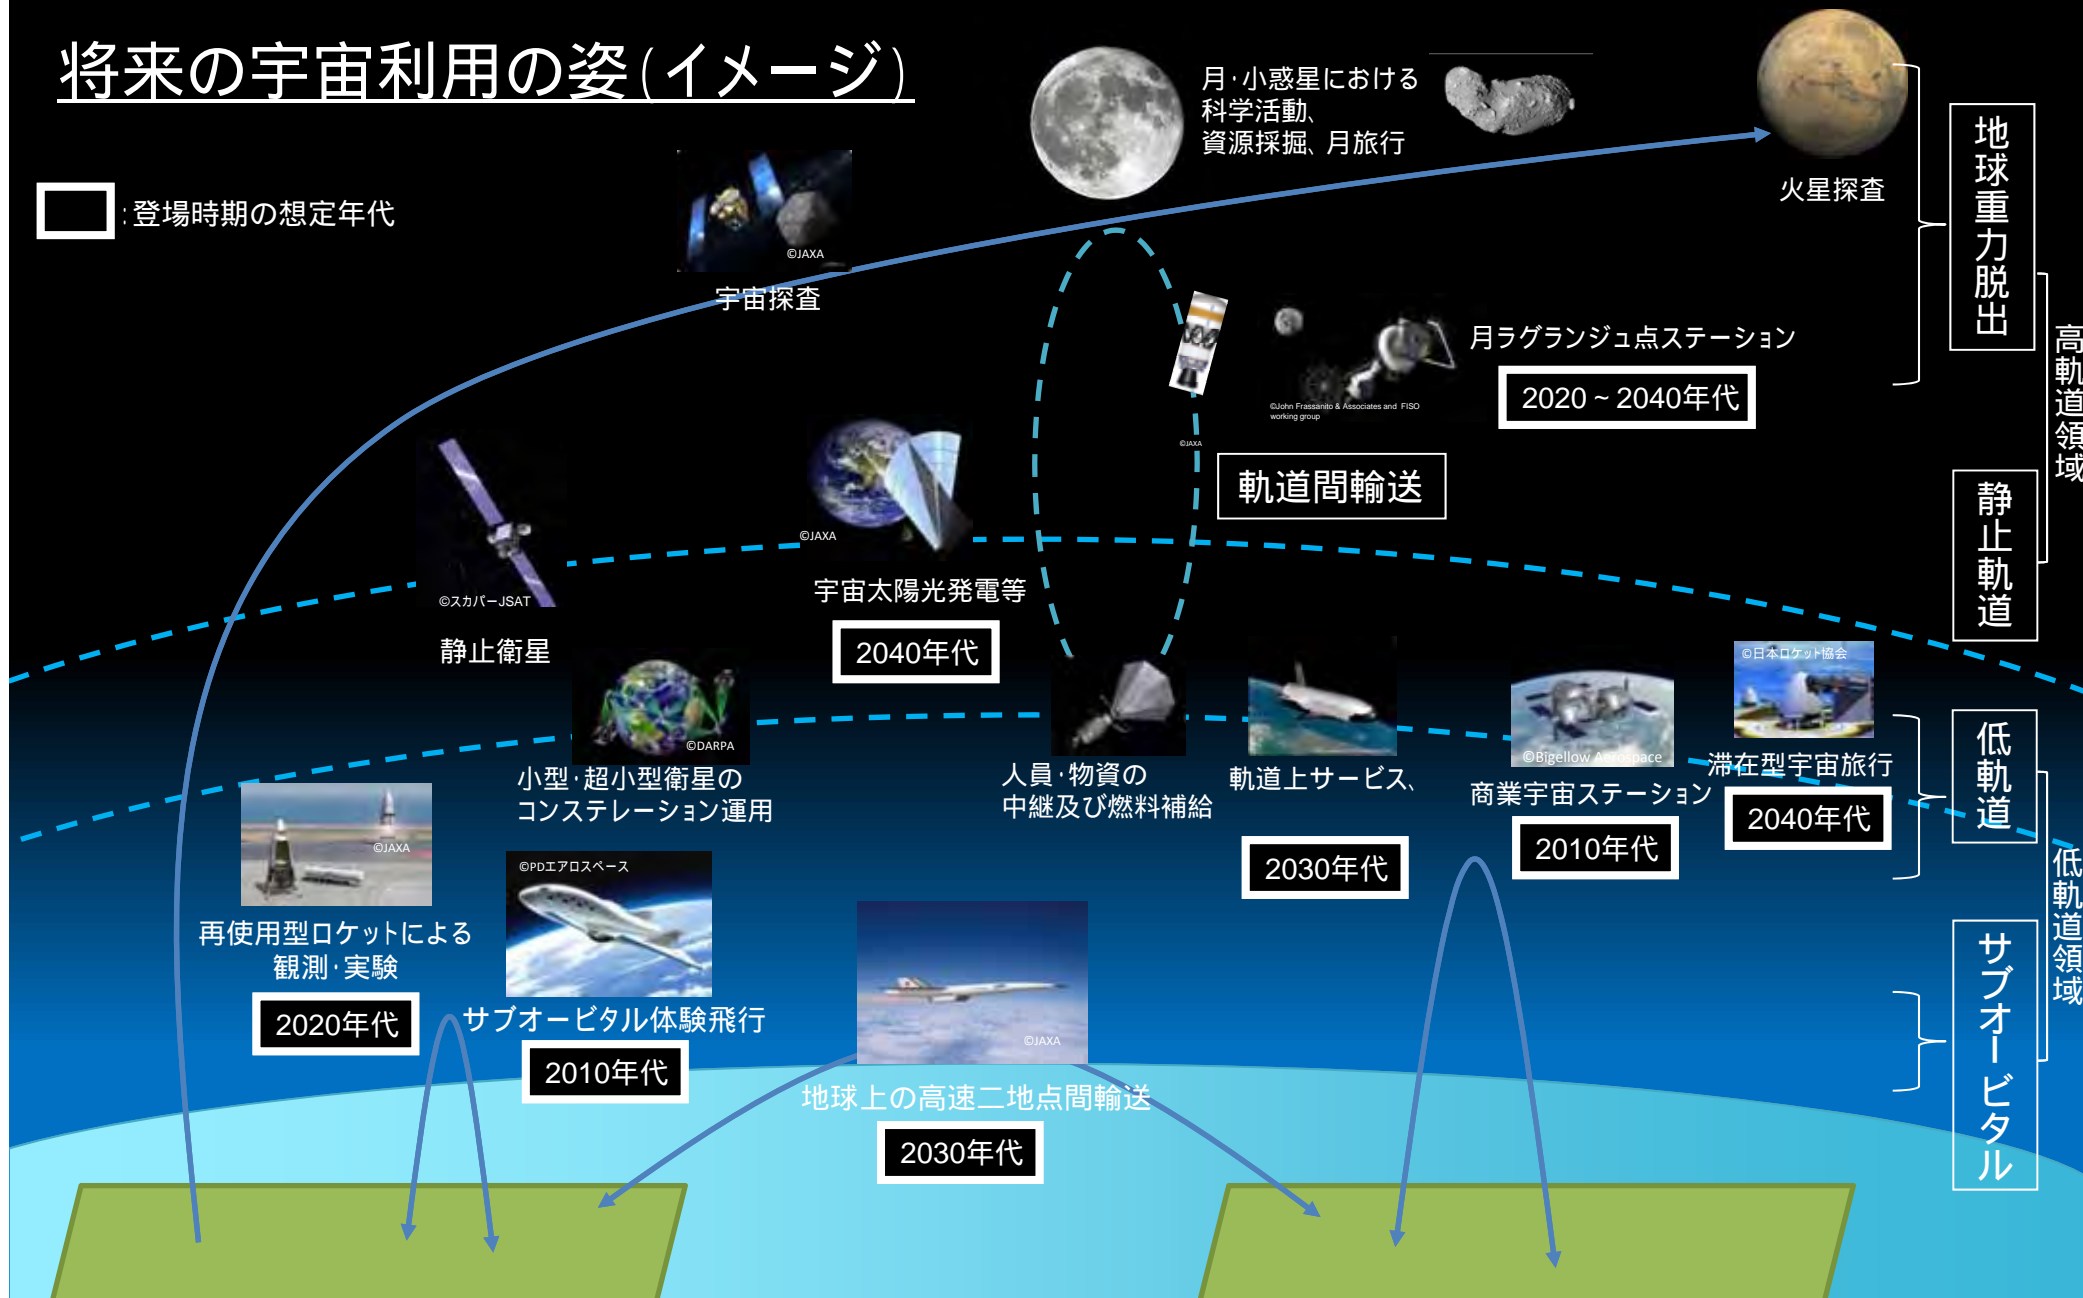 将来の宇宙利用の姿(イメージ)
:登場時期の想定年代
©JAXA
宇宙探査
月・小惑星における
科学活動、
資源採掘、月旅行
火星探査
地球重力脱出
高軌道領域
月ラグランジュ点ステーション
2020~2040年代
©John Frassanito & Associates and FISO
working group
©JAXA
軌道間輸送
静止軌道
©スカパーJSAT
静止衛星
©JAXA
宇宙太陽光発電等
2040年代
©DARPA
小型・超小型衛星の
コンステレーション運用
人員・物資の
中継及び燃料補給
軌道上サービス、
2030年代
©Bigellow Aerospace
商業宇宙ステーション
2010年代
©日本ロケット協会
滞在型宇宙旅行
2040年代
低軌道
低軌道領域
©JAXA
再使用型ロケットによる
観測・実験
2020年代
©PDエアロスペース
サブオービタル体験飛行
2010年代
©JAXA
地球上の高速二地点間輸送
2030年代
サブオービタル